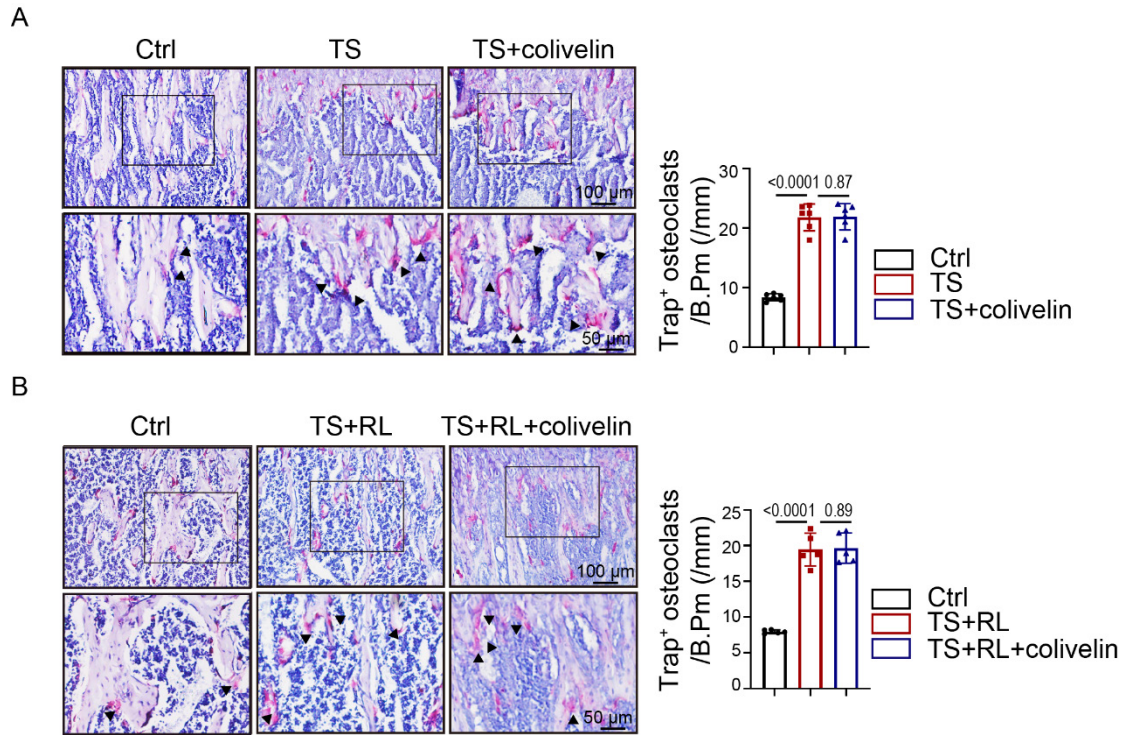 A
Ctrl TS TS+colivelin
100 µm
50 µm
Trap⁺ osteoclasts
/B.Pm (/mm)
30
20
10
0
<0.0001 0.87
Ctrl
TS
TS+colivelin
B
Ctrl TS+RL TS+RL+colivelin
100 µm
50 µm
Trap⁺ osteoclasts
/B.Pm (/mm)
25
20
15
10
5
0
<0.0001 0.89
Ctrl
TS+RL
TS+RL+colivelin